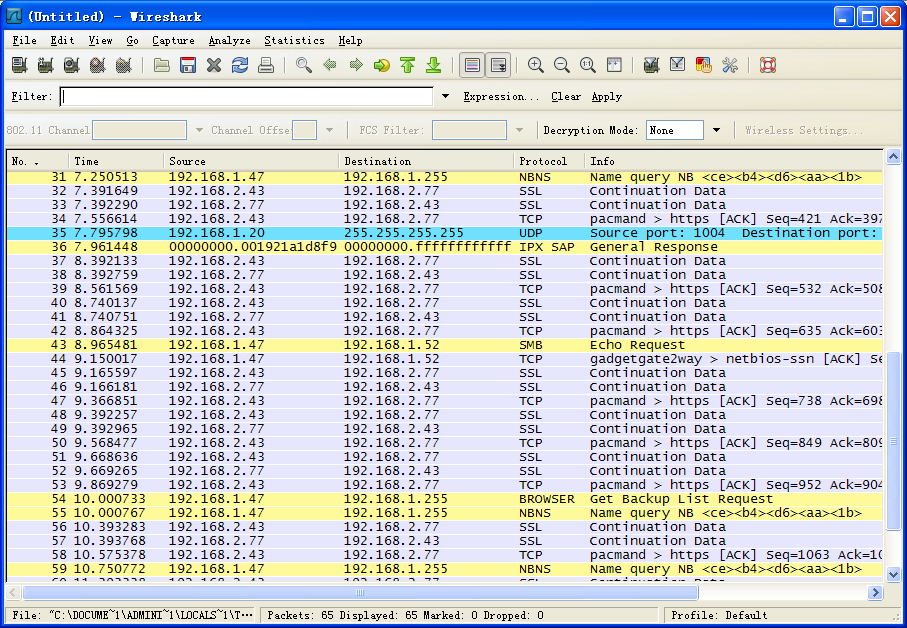 (Untitled) - Wireshark
File Edit View Go Capture Analyze Statistics Help
Filter: Expression... Clear Apply
802.11 Channel Channel Offse FCS Filter: Decryption Mode: None Wireless Settings...
No. . Time Source Destination Protocol Info
31 7.250513 192.168.1.47 192.168.1.255 NBNS Name query NB <ce><b4><d6><aa><1b>
32 7.391649 192.168.2.43 192.168.2.77 SSL Continuation Data
33 7.392290 192.168.2.77 192.168.2.43 SSL Continuation Data
34 7.556614 192.168.2.43 192.168.2.77 TCP pacmand > https [ACK] Seq=421 Ack=397
35 7.795798 192.168.1.20 255.255.255.255 UDP Source port: 1004 Destination port:
36 7.961448 00000000.001921a1d8f9 00000000.ffffffffffff IPX SAP General Response
37 8.392133 192.168.2.43 192.168.2.77 SSL Continuation Data
38 8.392759 192.168.2.77 192.168.2.43 SSL Continuation Data
39 8.561569 192.168.2.43 192.168.2.77 TCP pacmand > https [ACK] Seq=532 Ack=508
40 8.740137 192.168.2.43 192.168.2.77 SSL Continuation Data
41 8.740751 192.168.2.77 192.168.2.43 SSL Continuation Data
42 8.864325 192.168.2.43 192.168.2.77 TCP pacmand > https [ACK] Seq=635 Ack=603
43 8.965481 192.168.1.47 192.168.1.52 SMB Echo Request
44 9.150017 192.168.1.47 192.168.1.52 TCP gadgetgate2way > netbios-ssn [ACK] Se
45 9.165597 192.168.2.43 192.168.2.77 SSL Continuation Data
46 9.166181 192.168.2.77 192.168.2.43 SSL Continuation Data
47 9.366851 192.168.2.43 192.168.2.77 TCP pacmand > https [ACK] Seq=738 Ack=698
48 9.392257 192.168.2.43 192.168.2.77 SSL Continuation Data
49 9.392965 192.168.2.77 192.168.2.43 SSL Continuation Data
50 9.568477 192.168.2.43 192.168.2.77 TCP pacmand > https [ACK] Seq=849 Ack=809
51 9.668636 192.168.2.43 192.168.2.77 SSL Continuation Data
52 9.669265 192.168.2.77 192.168.2.43 SSL Continuation Data
53 9.869279 192.168.2.43 192.168.2.77 TCP pacmand > https [ACK] Seq=952 Ack=904
54 10.000733 192.168.1.47 192.168.1.255 BROWSER Get Backup List Request
55 10.000767 192.168.1.47 192.168.1.255 NBNS Name query NB <ce><b4><d6><aa><1b>
56 10.393283 192.168.2.43 192.168.2.77 SSL Continuation Data
57 10.393768 192.168.2.77 192.168.2.43 SSL Continuation Data
58 10.575378 192.168.2.43 192.168.2.77 TCP pacmand > https [ACK] Seq=1063 Ack=10
59 10.750772 192.168.1.47 192.168.1.255 NBNS Name query NB <ce><b4><d6><aa><1b>
File: "C:\DOCUME~1\ADMINI~1\LOCALS~1\T... Packets: 65 Displayed: 65 Marked: 0 Dropped: 0 Profile: Default